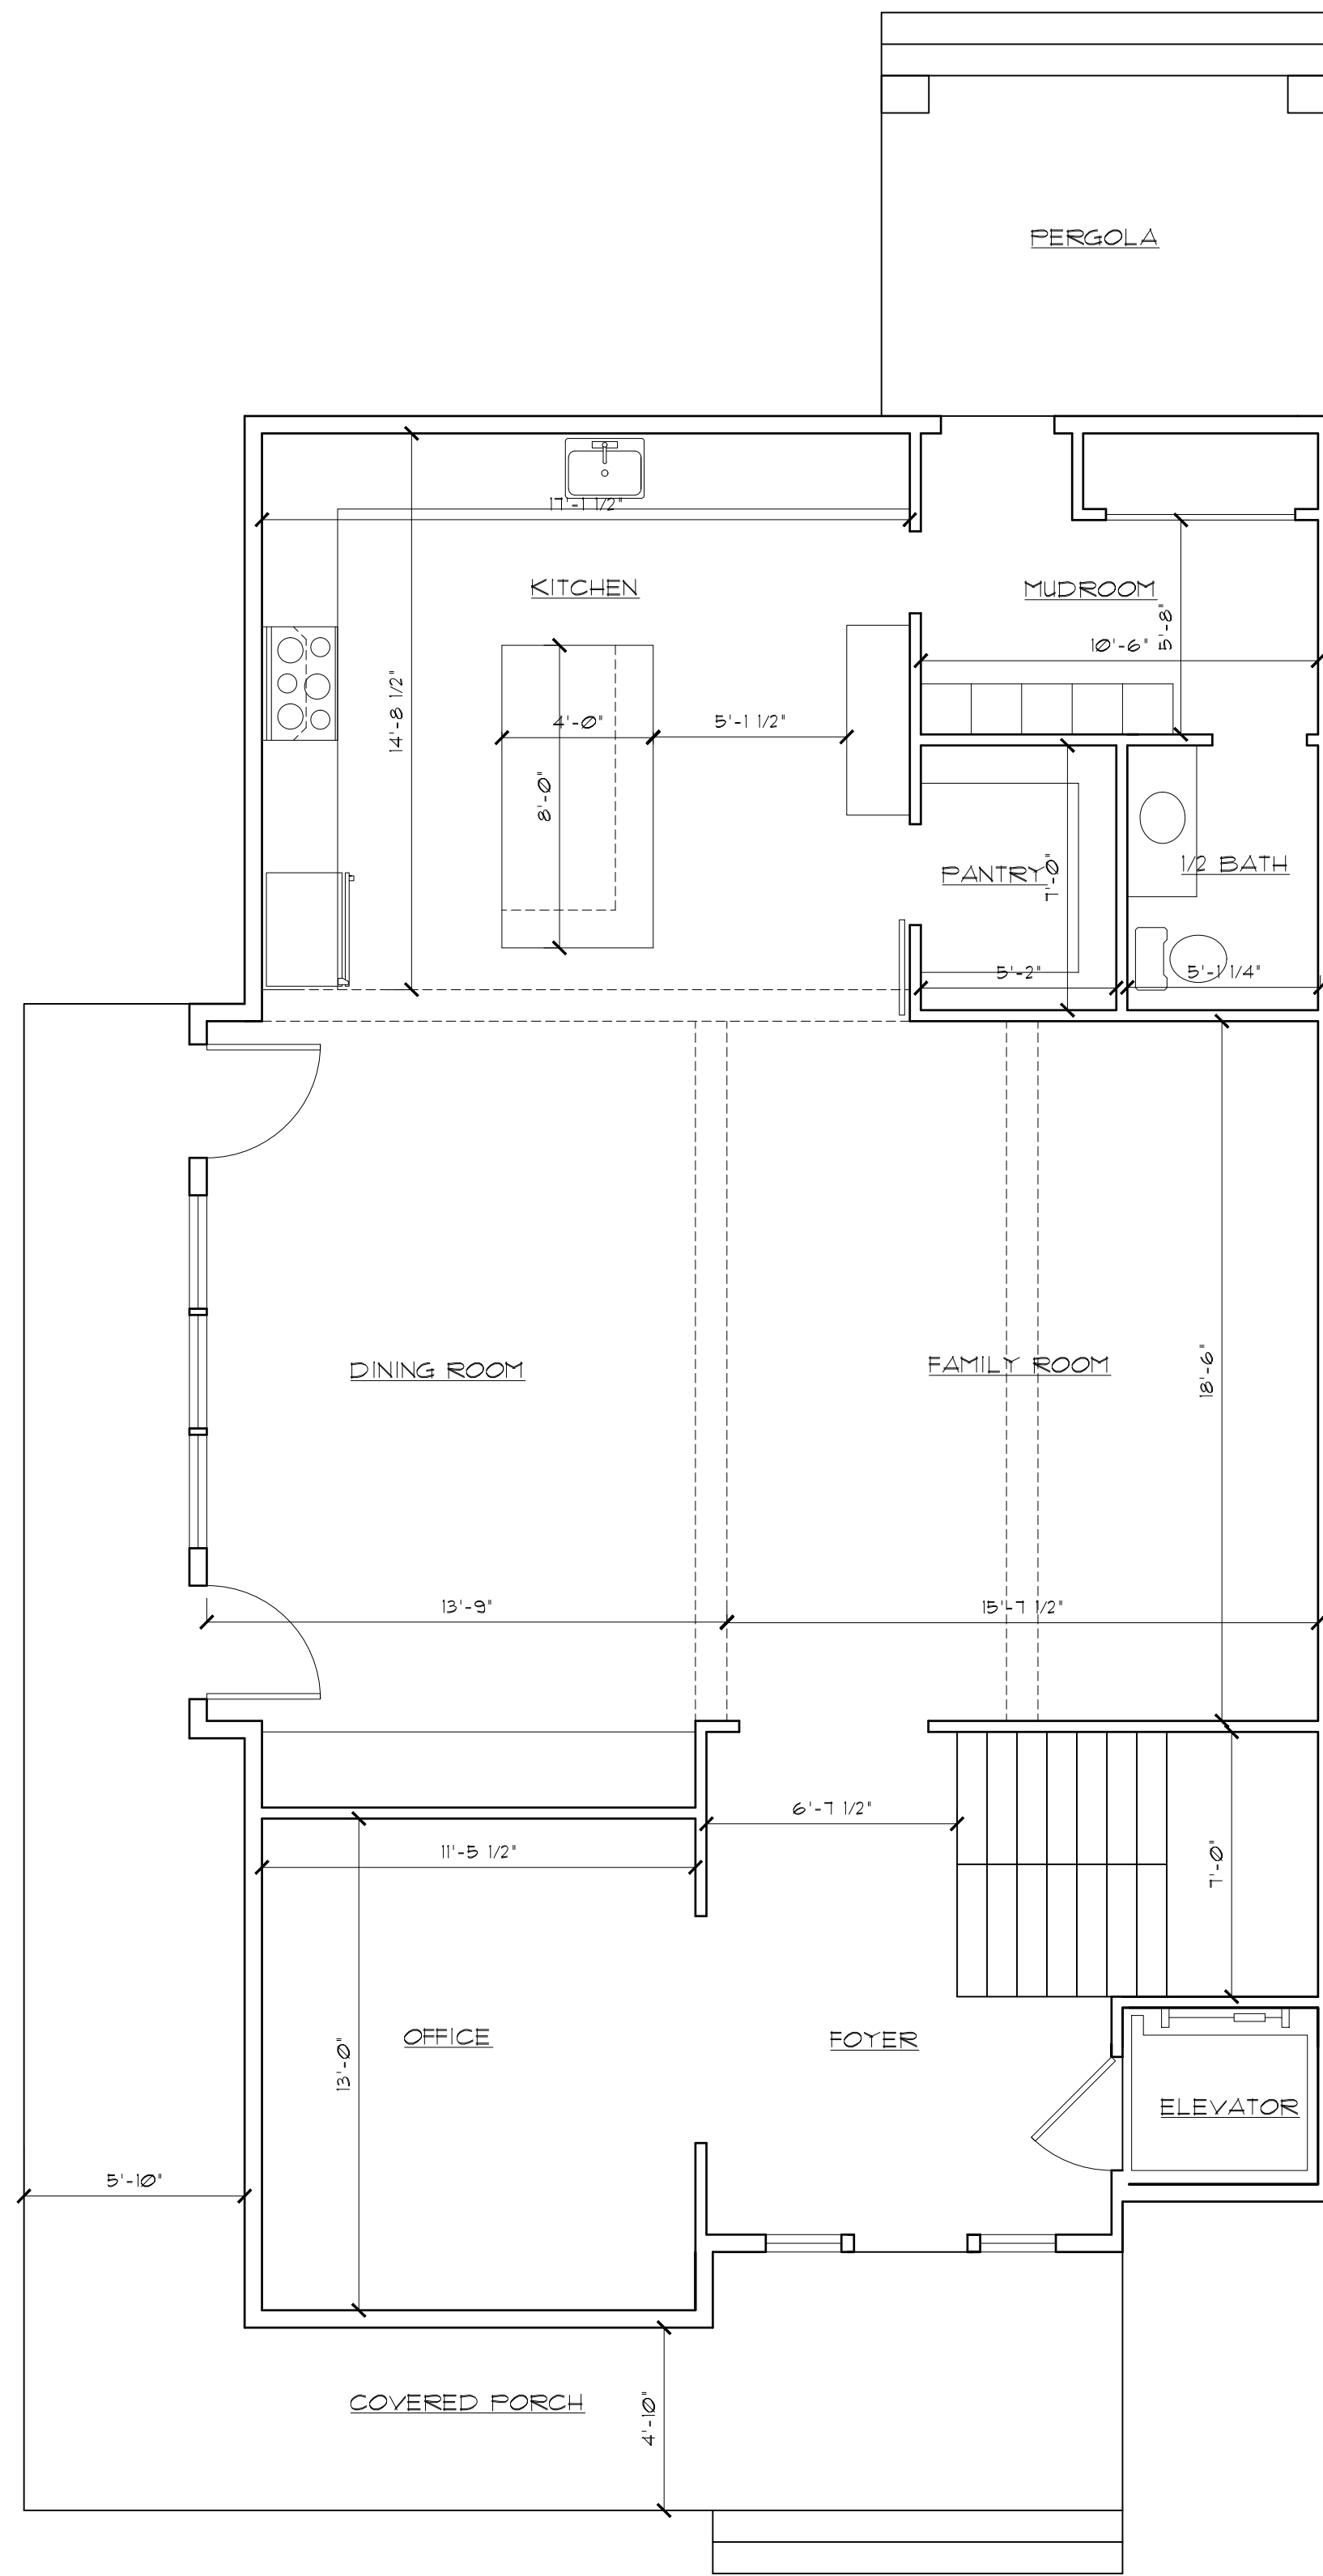 PERGOLA
17'-1 1/2"
KITCHEN
MUDROOM
5'-8"
10'-6"
14'-8 1/2"
4'-0"
5'-1 1/2"
8'-0"
PANTRY
7'-0"
1/2 BATH
5'-2"
5'-1 1/4"
DINING ROOM
FAMILY ROOM
18'-6"
13'-9"
15'-7 1/2"
6'-7 1/2"
11'-5 1/2"
7'-0"
OFFICE
FOYER
13'-0"
ELEVATOR
5'-10"
COVERED PORCH
4'-10"